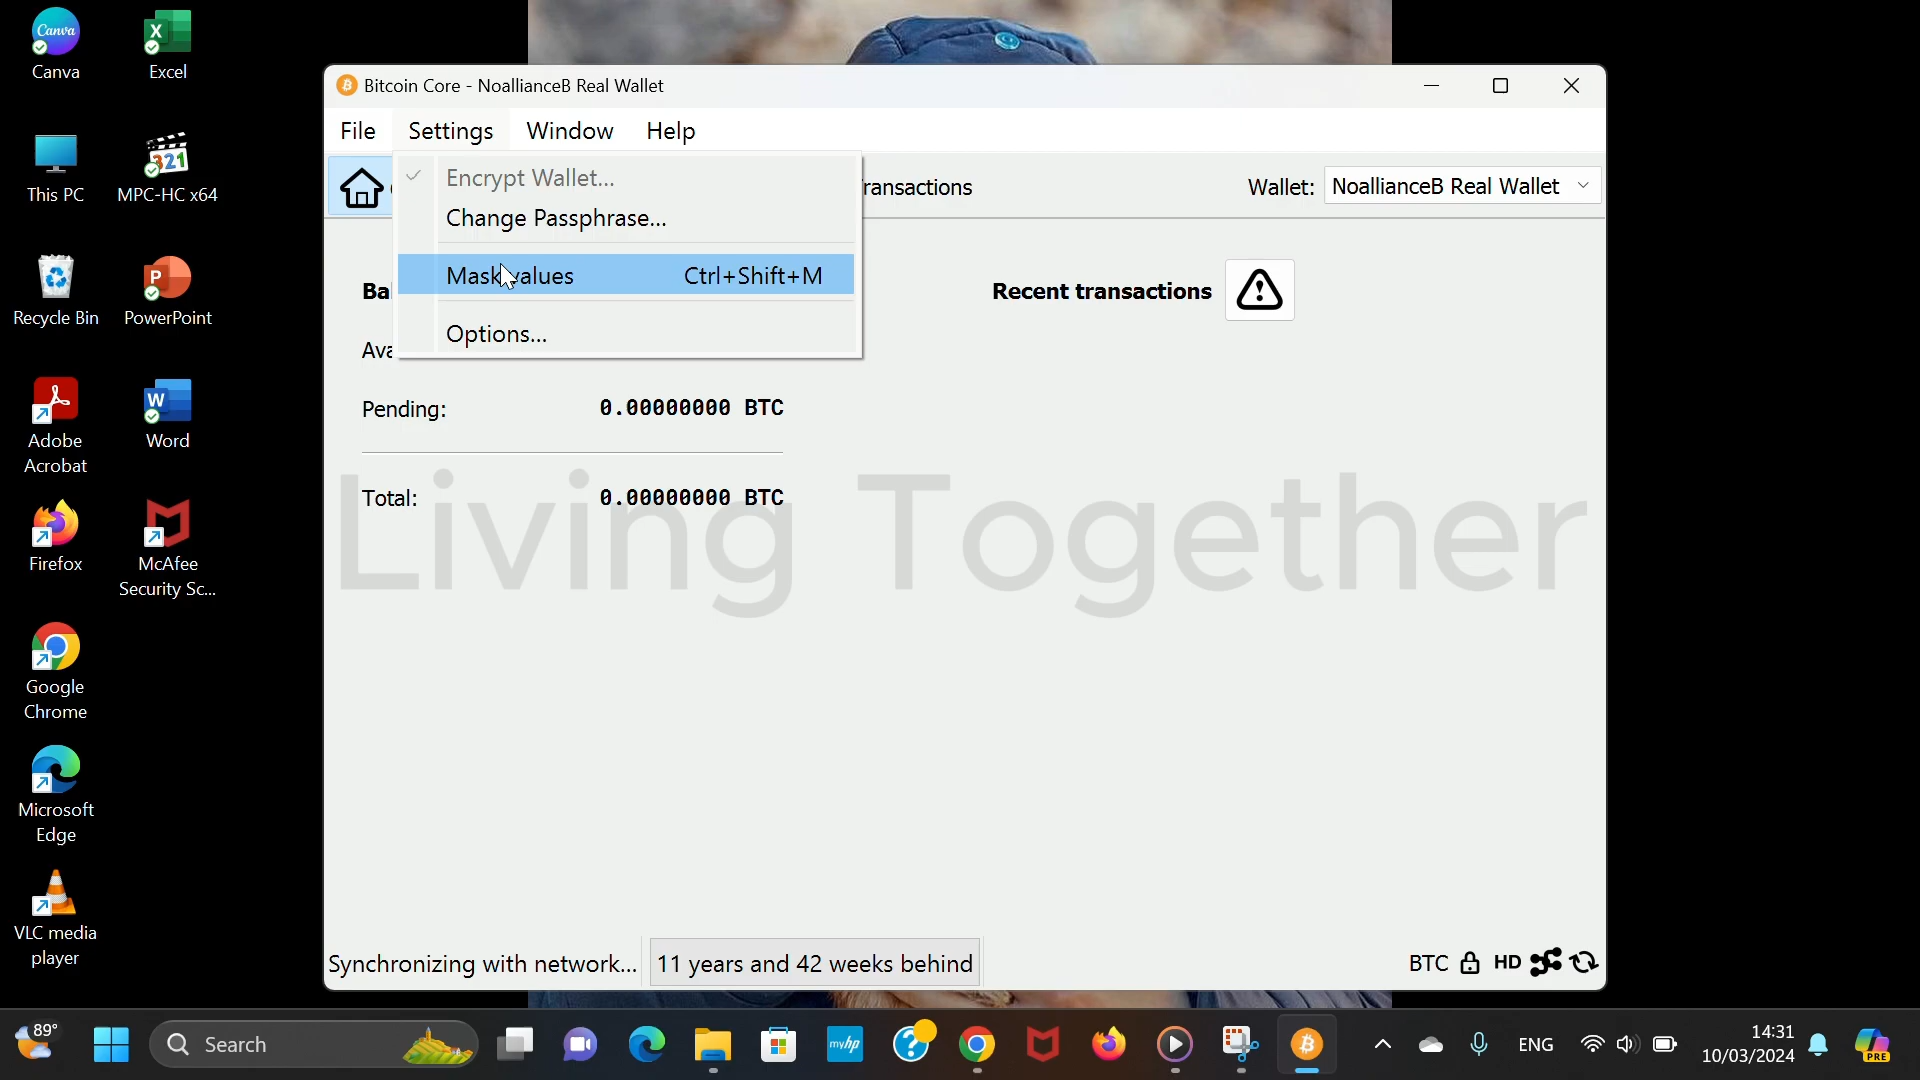 Canva
Excel
This PC
MPC-HC x64
Recycle Bin
PowerPoint
Adobe
Acrobat
Word
Firefox
McAfee
Security Sc...
Google
Chrome
Microsoft
Edge
VLC media
player
Bitcoin Core - NoallianceB Real Wallet
File Settings Window Help
Encrypt Wallet...
Change Passphrase...
Mask values Ctrl+Shift+M
Options...
ransactions
Wallet: NoallianceB Real Wallet
Ba
Recent transactions
Ava
Pending: 0.00000000 BTC
Total: 0.00000000 BTC
Living Together
Synchronizing with network... 11 years and 42 weeks behind
BTC HD
89°
Search
myhp
ENG
14:31
10/03/2024
PRE